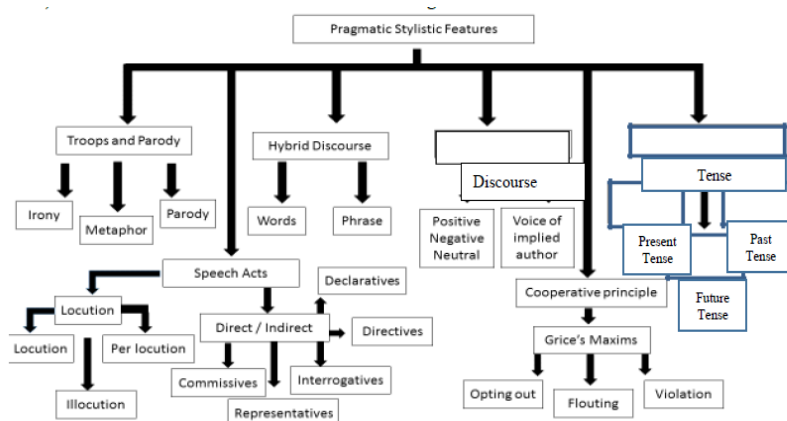 Pragmatic Stylistic Features
Troops and Parody
Hybrid Discourse
Discourse
Tense
Irony
Metaphor
Parody
Words
Phrase
Positive
Negative
Neutral
Voice of
implied
author
Present
Tense
Past
Tense
Future
Tense
Speech Acts
Declaratives
Cooperative principle
Locution
Direct / Indirect
Directives
Grice's Maxims
Locution
Per locution
Commissives
Interrogatives
Opting out
Flouting
Violation
Illocution
Representatives